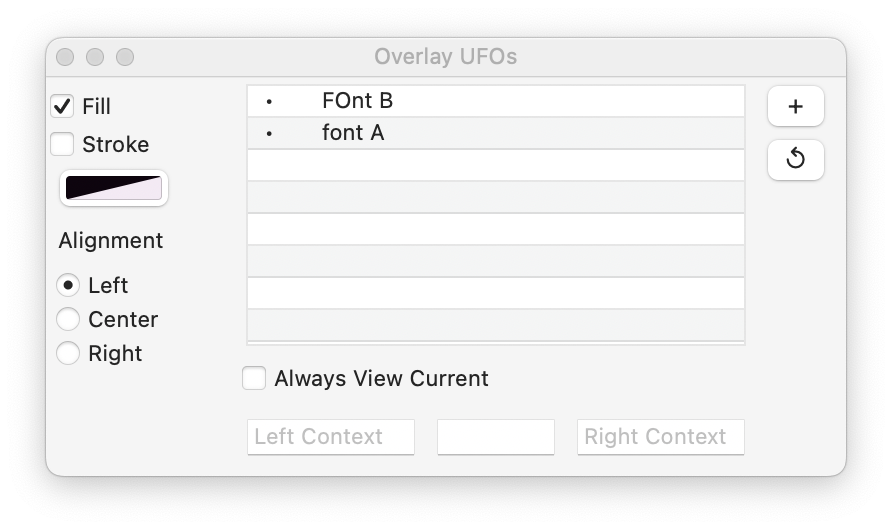 Overlay UFOs
Fill
Stroke
Alignment
Left
Center
Right
• FOnt B
• font A
+
Always View Current
Left Context
Right Context